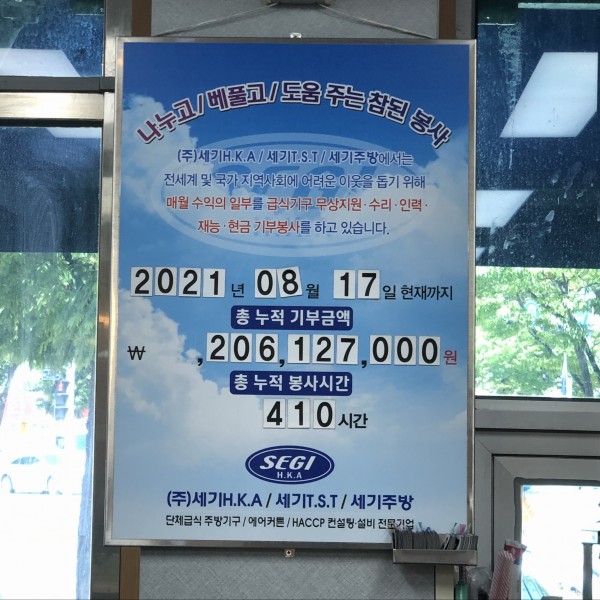 나누고/베풀고/도움 주는 참된 봉사
(주)세기H.K.A / 세기T.S.T / 세기주방에서는
전세계 및 국가 지역사회에 어려운 이웃을 돕기 위해
매월 수익의 일부를 급식기구 무상지원·수리·인력·
재능·현금 기부봉사를 하고 있습니다.
2021년 08월 17일 현재까지
총 누적 기부금액
₩ ,206,127,000원
총 누적 봉사시간
410시간
SEGI
H.K.A
(주)세기H.K.A / 세기T.S.T / 세기주방
단체급식 주방기구 / 에어커튼 / HACCP 컨설팅·설비 전문기업